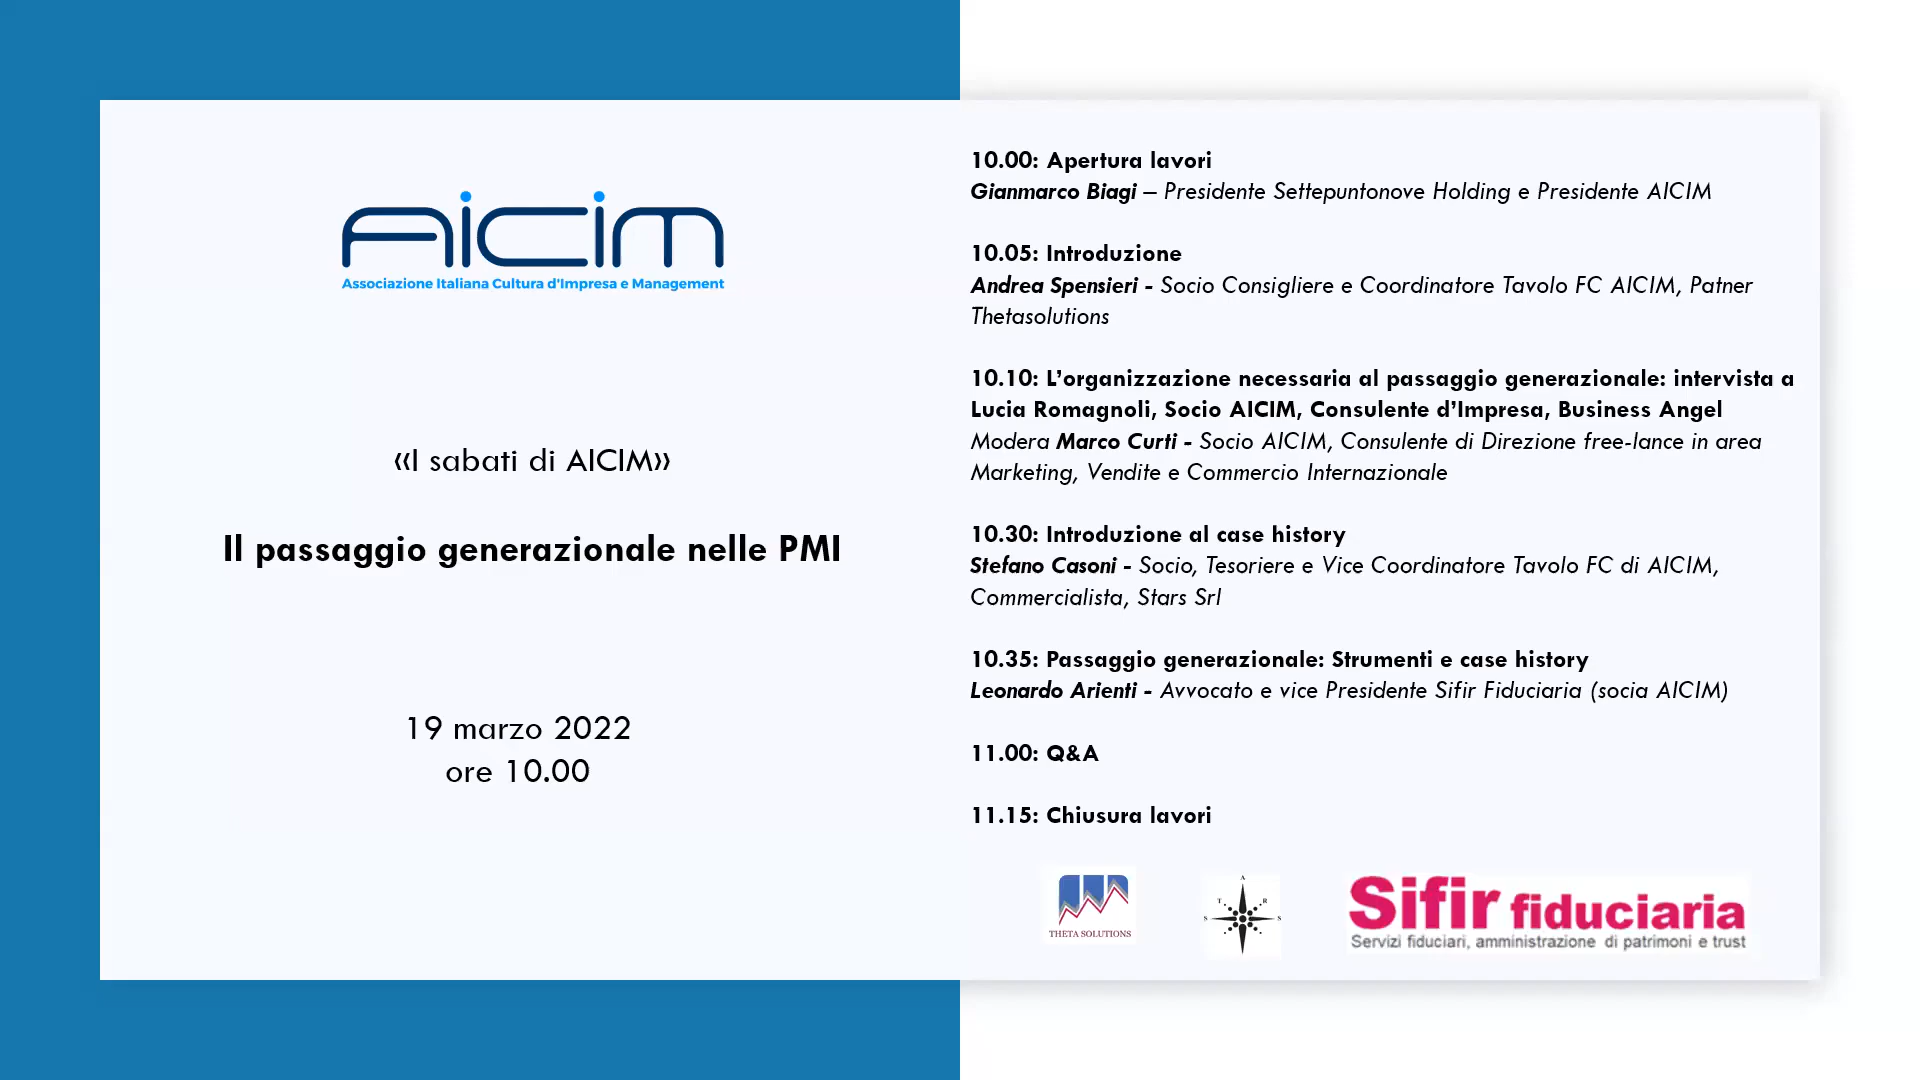 AiCiM
Associazione Italiana Cultura d'Impresa e Management
«I sabati di AICIM»
Il passaggio generazionale nelle PMI
19 marzo 2022
ore 10.00
10.00: Apertura lavori
Gianmarco Biagi – Presidente Settepuntonove Holding e Presidente AICIM
10.05: Introduzione
Andrea Spensieri - Socio Consigliere e Coordinatore Tavolo FC AICIM, Patner
Thetasolutions
10.10: L’organizzazione necessaria al passaggio generazionale: intervista a
Lucia Romagnoli, Socio AICIM, Consulente d’Impresa, Business Angel
Modera Marco Curti - Socio AICIM, Consulente di Direzione free-lance in area
Marketing, Vendite e Commercio Internazionale
10.30: Introduzione al case history
Stefano Casoni - Socio, Tesoriere e Vice Coordinatore Tavolo FC di AICIM,
Commercialista, Stars Srl
10.35: Passaggio generazionale: Strumenti e case history
Leonardo Arienti - Avvocato e vice Presidente Sifir Fiduciaria (socia AICIM)
11.00: Q&A
11.15: Chiusura lavori
THETA SOLUTIONS
S T A R S
Sifir fiduciaria
Servizi fiduciari, amministrazione di patrimoni e trust